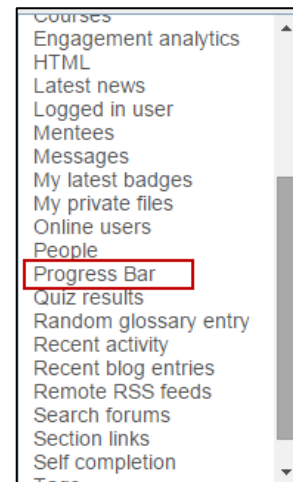 Courses
Engagement analytics
HTML
Latest news
Logged in user
Mentees
Messages
My latest badges
My private files
Online users
People
Progress Bar
Quiz results
Random glossary entry
Recent activity
Recent blog entries
Remote RSS feeds
Search forums
Section links
Self completion
Tags